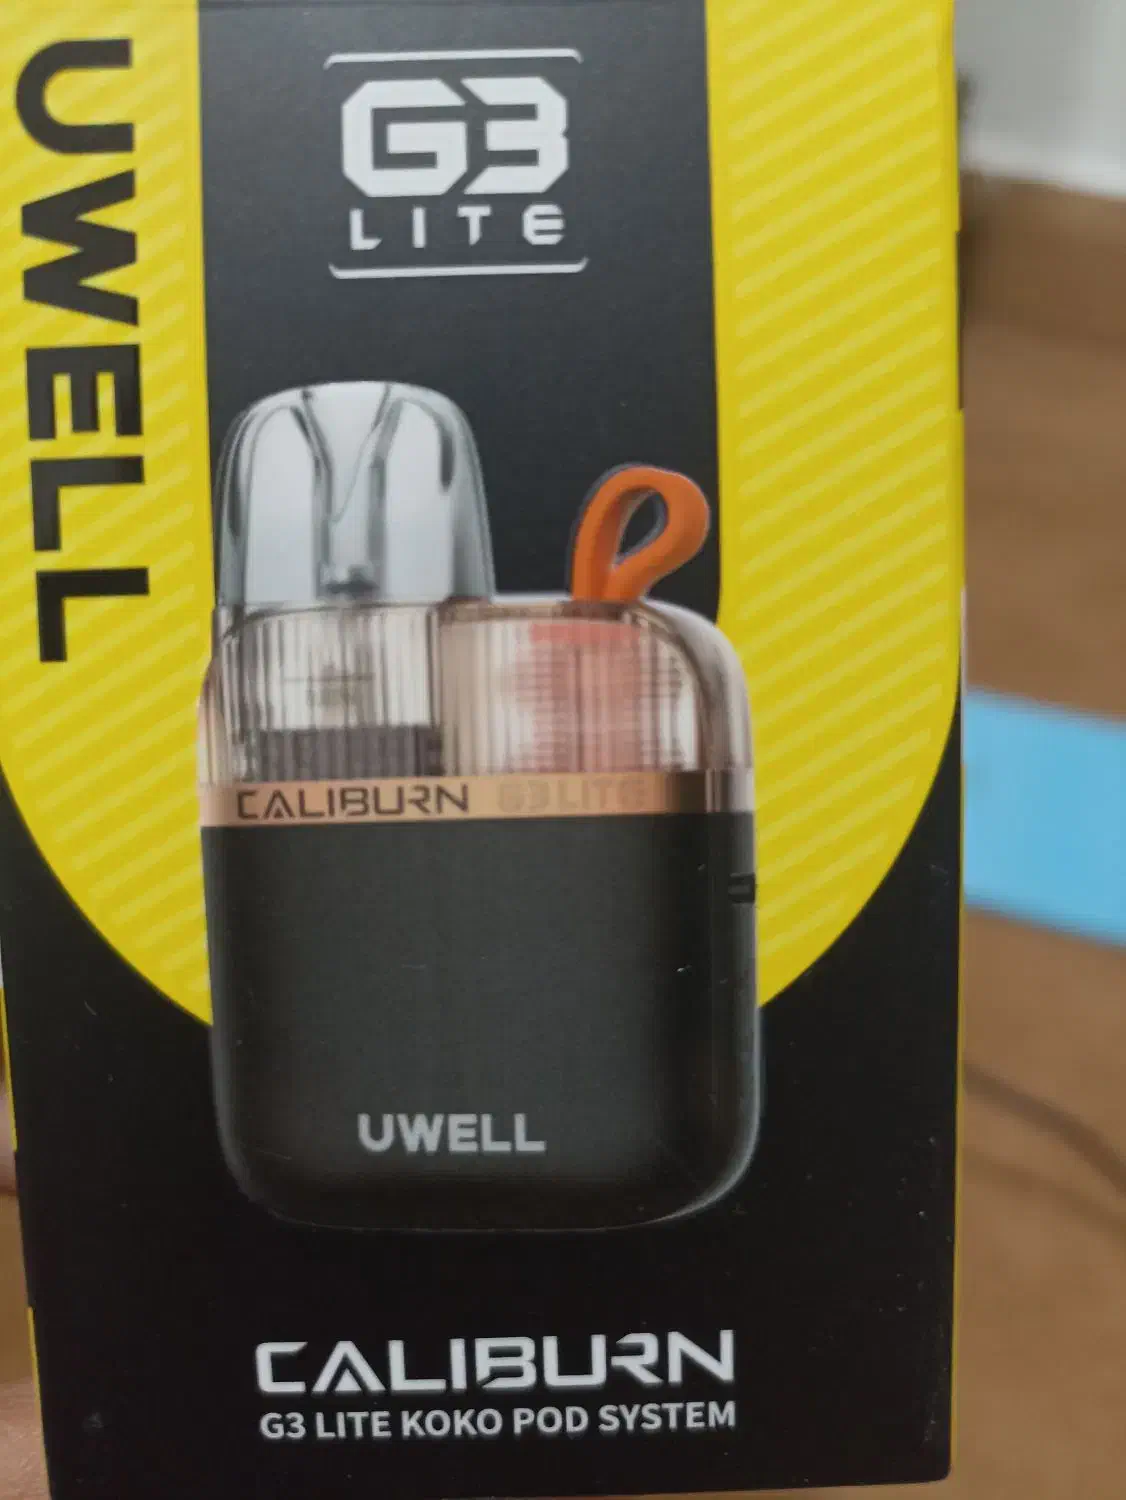 UWELL
G3
LITE
CALIBURN G3 LITE
UWELL
CALIBURN
G3 LITE KOKO POD SYSTEM